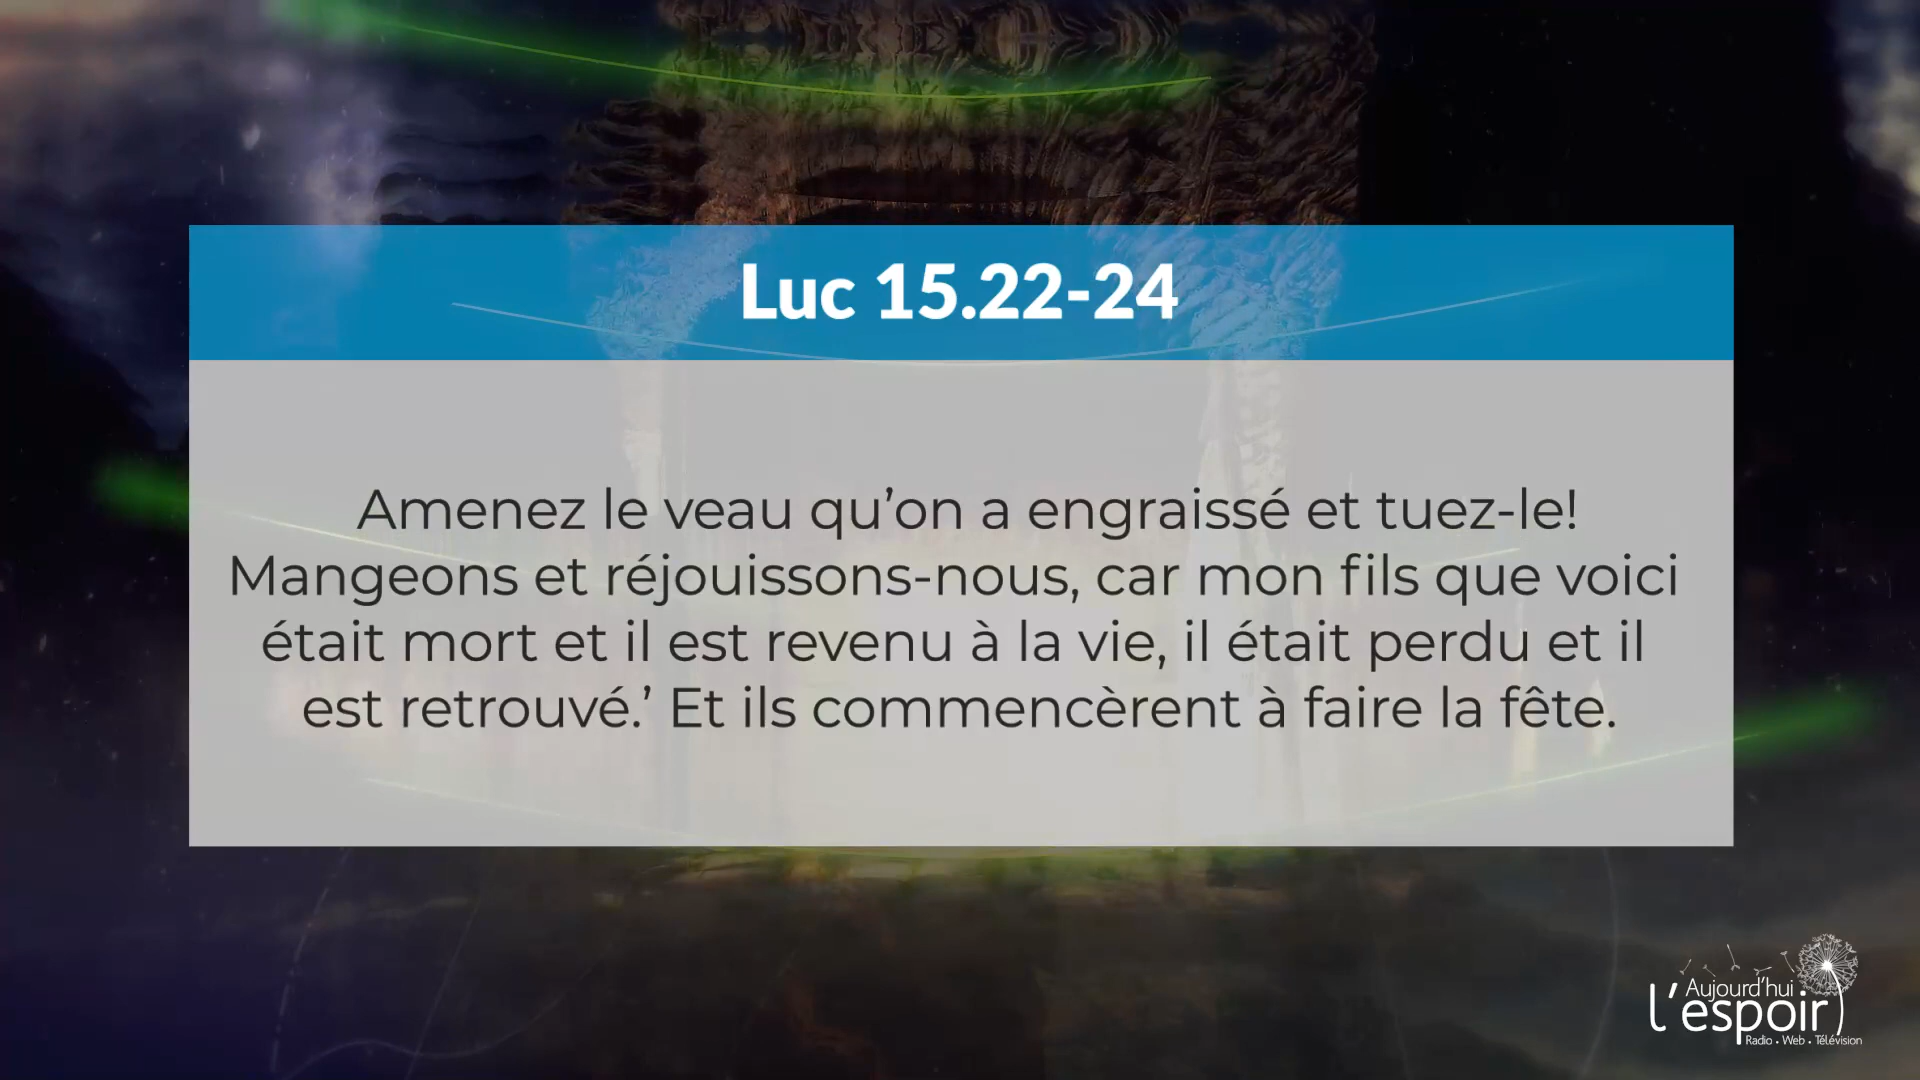 Luc 15.22-24
Amenez le veau qu’on a engraissé et tuez-le!
Mangeons et réjouissons-nous, car mon fils que voici
était mort et il est revenu à la vie, il était perdu et il
est retrouvé.’ Et ils commencèrent à faire la fête.
Aujourd'hui
l'espoir
Radio • Web • Télévision